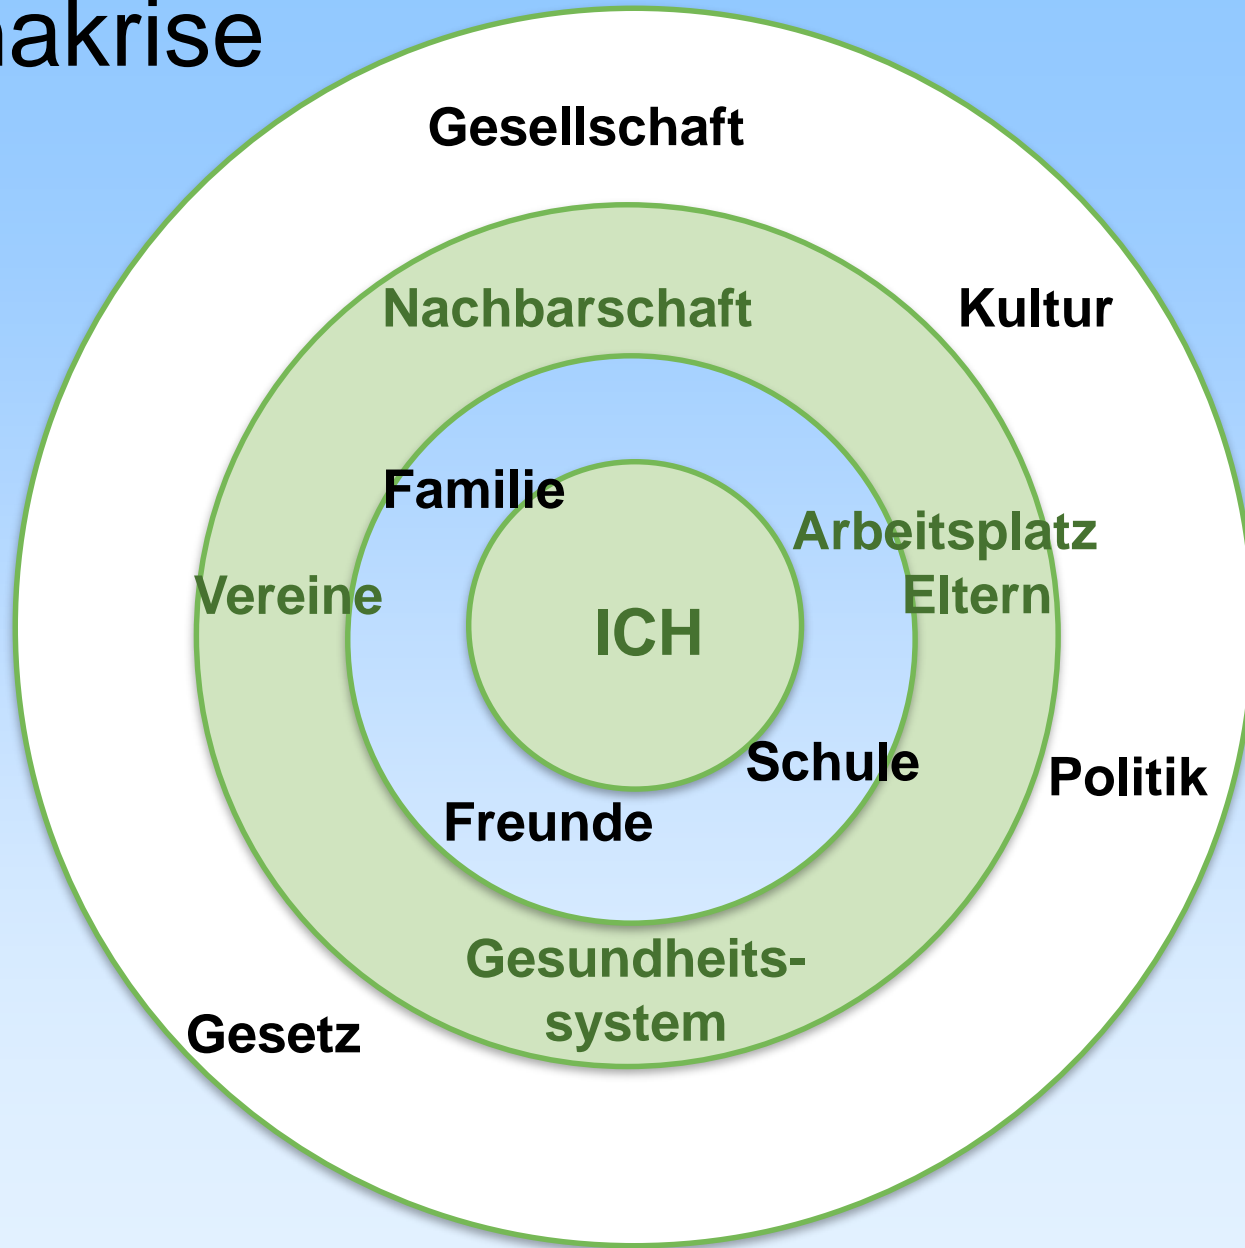 akrise
Gesellschaft
Nachbarschaft
Kultur
Familie
Arbeitsplatz
Vereine
Eltern
ICH
Schule
Politik
Freunde
Gesundheits-
system
Gesetz